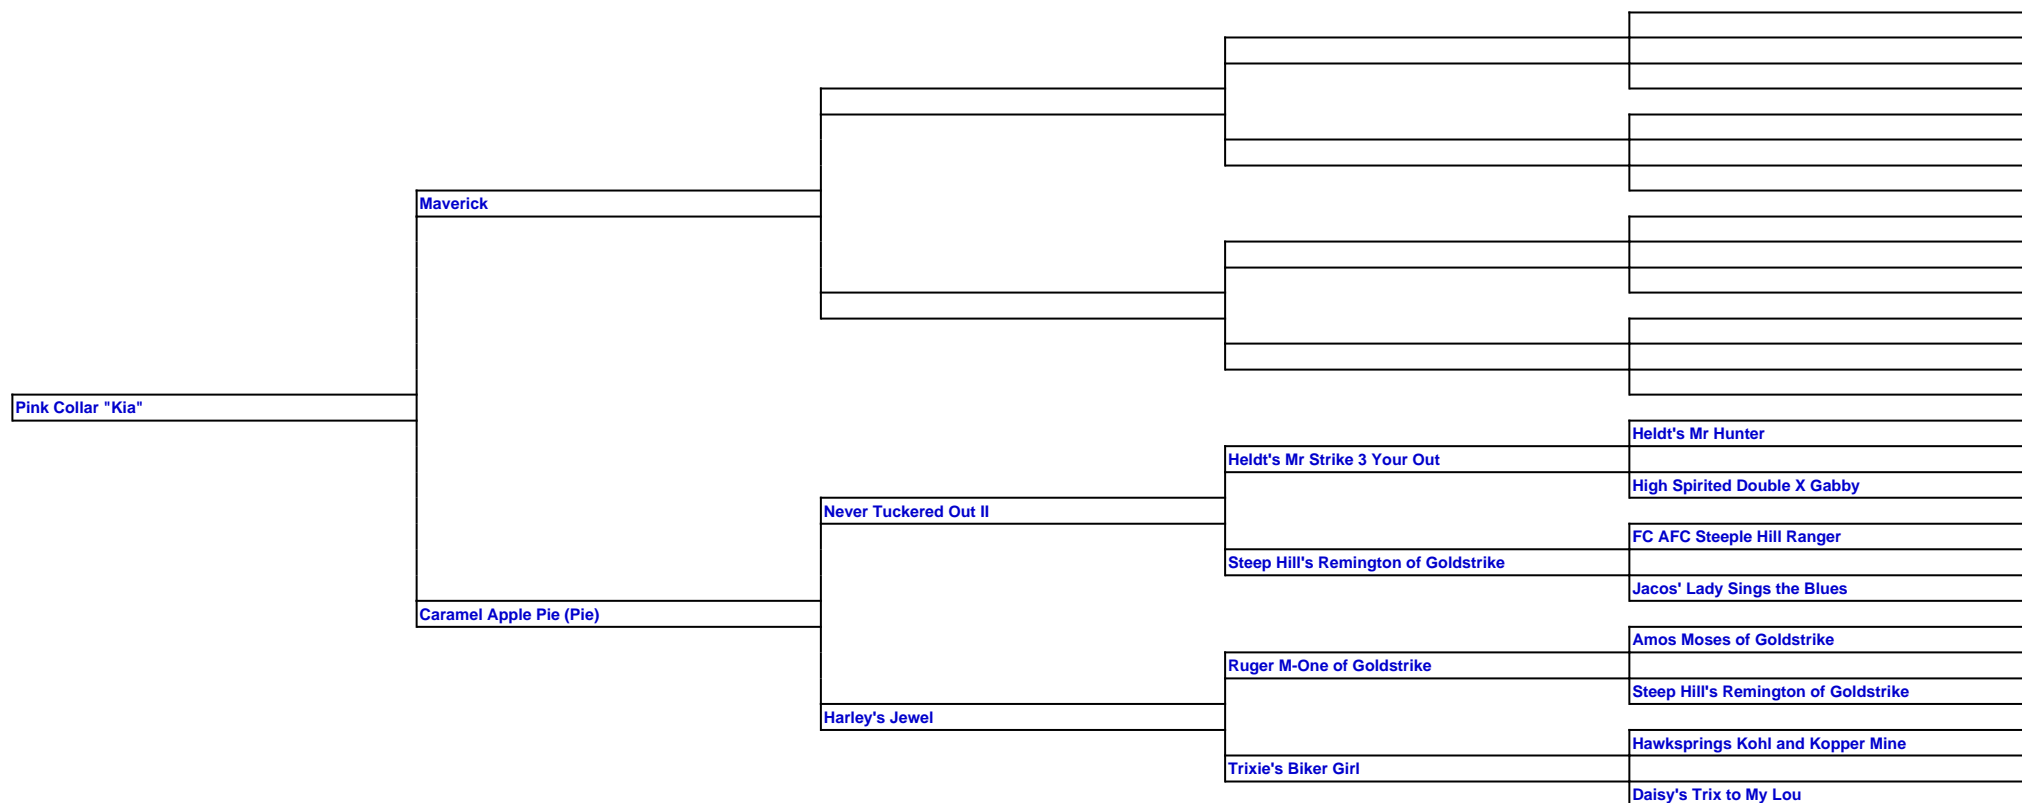 Maverick
Pink Collar "Kia"
Heldt's Mr Hunter
Heldt's Mr Strike 3 Your Out
High Spirited Double X Gabby
Never Tuckered Out II
FC AFC Steeple Hill Ranger
Steep Hill's Remington of Goldstrike
Jacos' Lady Sings the Blues
Caramel Apple Pie (Pie)
Amos Moses of Goldstrike
Ruger M-One of Goldstrike
Steep Hill's Remington of Goldstrike
Harley's Jewel
Hawksprings Kohl and Kopper Mine
Trixie's Biker Girl
Daisy's Trix to My Lou